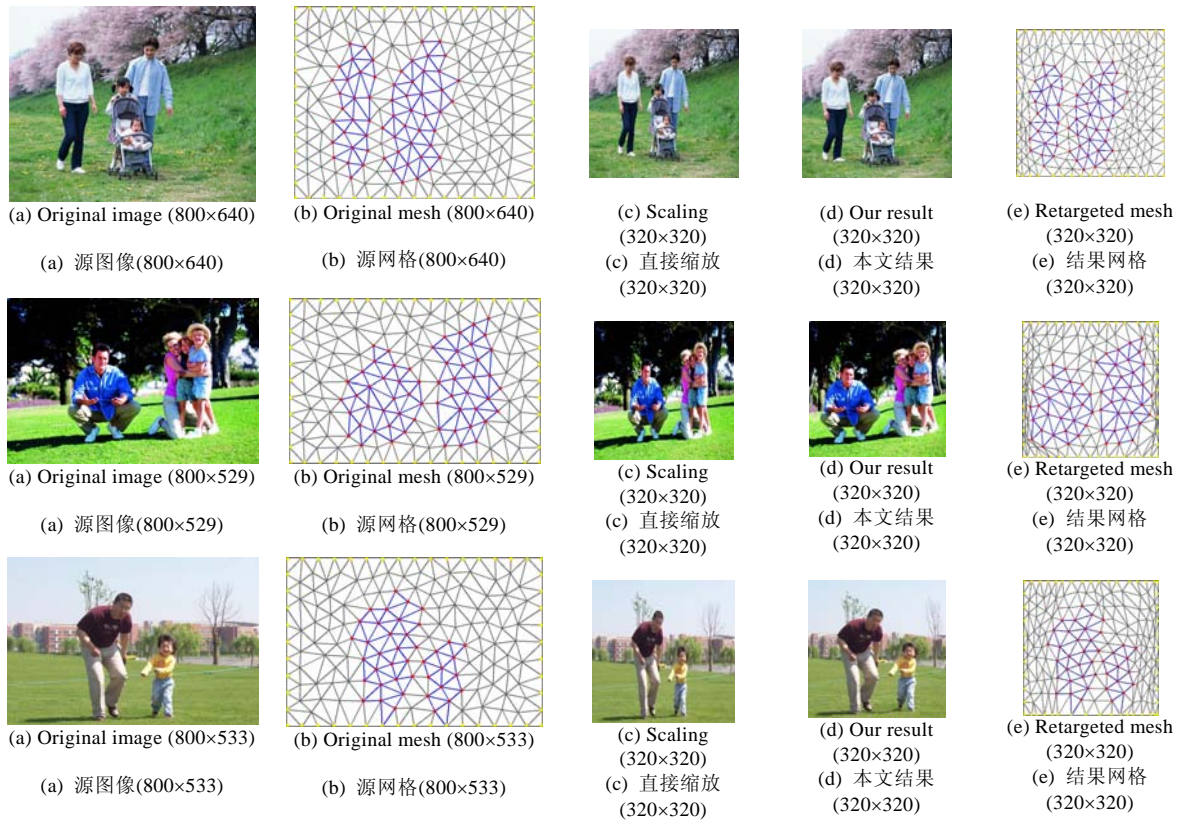 (a) Original image (800×640)
(b) Original mesh (800×640)
(c) Scaling
(320×320)
(d) Our result
(320×320)
(e) Retargeted mesh
(320×320)
(a) 源图像(800×640)
(b) 源网格(800×640)
(c) 直接缩放
(320×320)
(d) 本文结果
(320×320)
(e) 结果网格
(320×320)
(a) Original image (800×529)
(b) Original mesh (800×529)
(c) Scaling
(320×320)
(d) Our result
(320×320)
(e) Retargeted mesh
(320×320)
(a) 源图像(800×529)
(b) 源网格(800×529)
(c) 直接缩放
(320×320)
(d) 本文结果
(320×320)
(e) 结果网格
(320×320)
(a) Original image (800×533)
(b) Original mesh (800×533)
(c) Scaling
(320×320)
(d) Our result
(320×320)
(e) Retargeted mesh
(320×320)
(a) 源图像(800×533)
(b) 源网格(800×533)
(c) 直接缩放
(320×320)
(d) 本文结果
(320×320)
(e) 结果网格
(320×320)